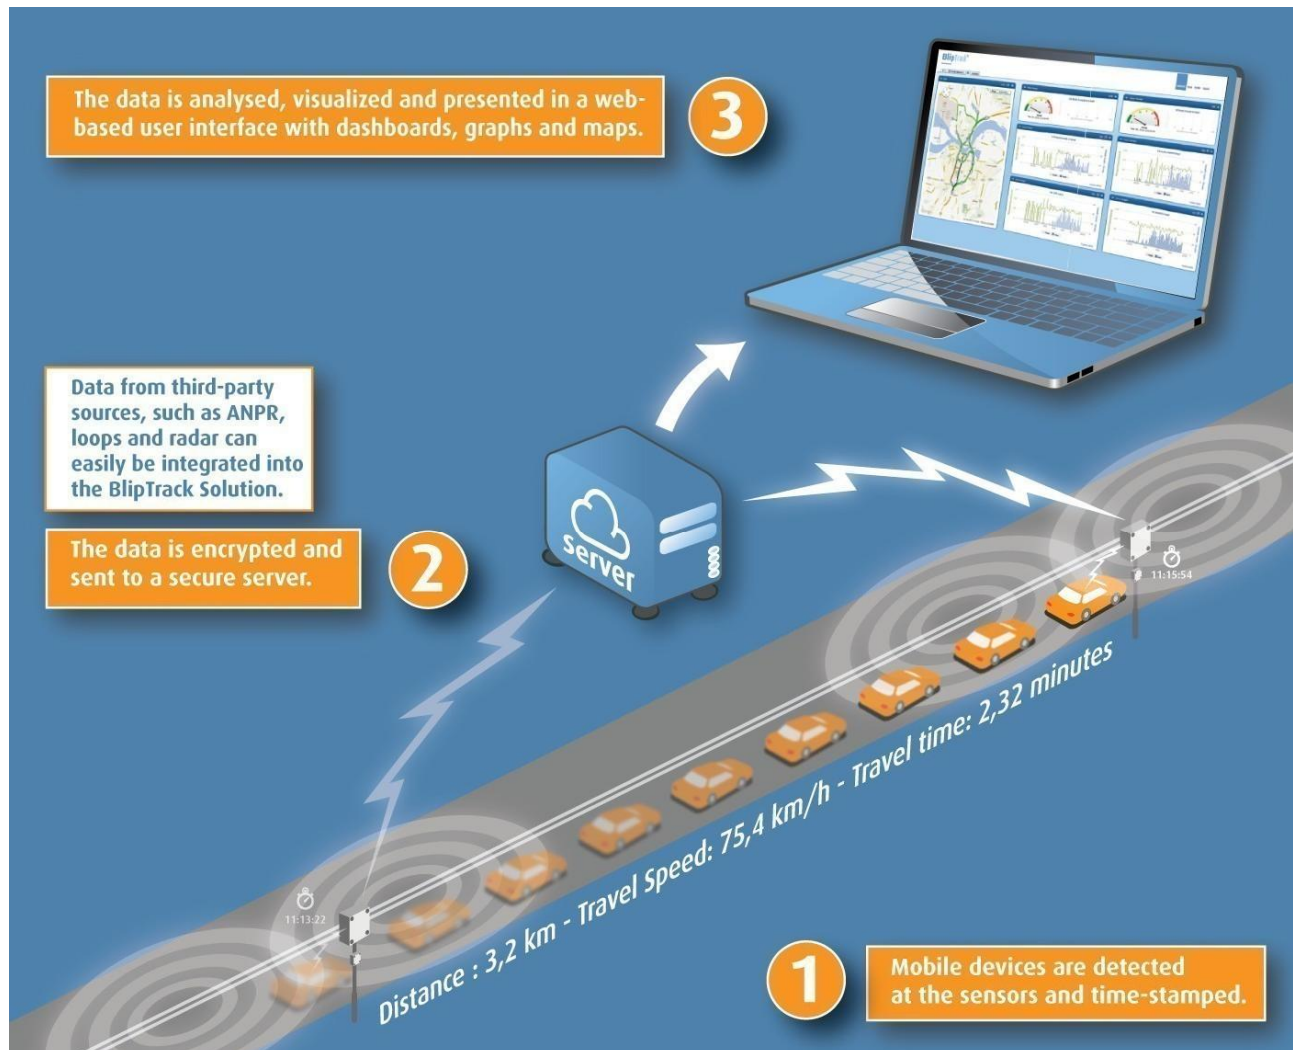 The data is analysed, visualized and presented in a web-
based user interface with dashboards, graphs and maps.
3
BlipTrack
Data from third-party
sources, such as ANPR,
loops and radar can
easily be integrated into
the BlipTrack Solution.
The data is encrypted and
sent to a secure server.
2
server
11:15:54
11:13:22
Distance : 3,2 km - Travel Speed: 75,4 km/h - Travel time: 2,32 minutes
1
Mobile devices are detected
at the sensors and time-stamped.